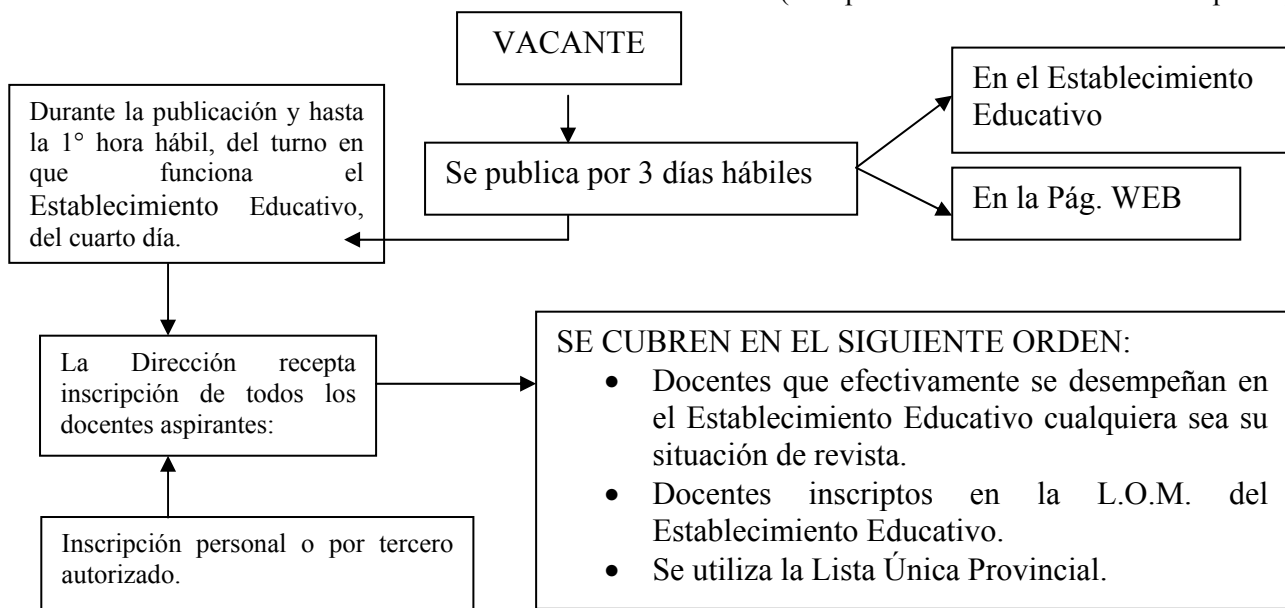 VACANTE
En el Establecimiento
Educativo
Durante la publicación y hasta
la 1° hora hábil, del turno en
que funciona el
Establecimiento Educativo,
del cuarto día.
Se publica por 3 días hábiles
En la Pág. WEB
La Dirección recepta
inscripción de todos los
docentes aspirantes:
SE CUBREN EN EL SIGUIENTE ORDEN:
• Docentes que efectivamente se desempeñan en
el Establecimiento Educativo cualquiera sea su
situación de revista.
• Docentes inscriptos en la L.O.M. del
Establecimiento Educativo.
• Se utiliza la Lista Única Provincial.
Inscripción personal o por tercero
autorizado.